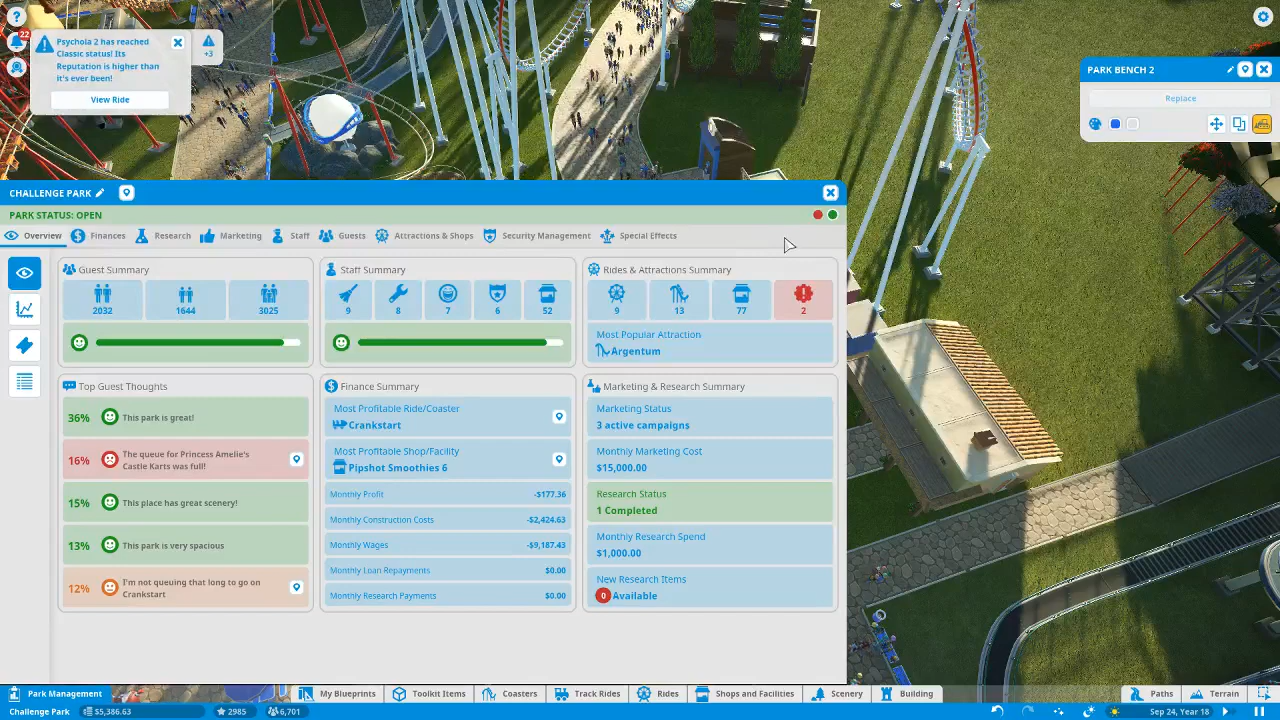 ?
22
Psychola 2 has reached
Classic status! Its
Reputation is higher than
it's ever been!
View Ride
+3
PARK BENCH 2
Replace
CHALLENGE PARK
PARK STATUS: OPEN
Overview
Finances
Research
Marketing
Staff
Guests
Attractions & Shops
Security Management
Special Effects
Guest Summary
2032
1644
3025
Staff Summary
9
8
7
6
52
Rides & Attractions Summary
9
13
77
2
Most Popular Attraction
Argentum
Top Guest Thoughts
36%
This park is great!
16%
The queue for Princess Amelie's
Castle Karts was full!
15%
This place has great scenery!
13%
This park is very spacious
12%
I'm not queuing that long to go on
Crankstart
Finance Summary
Most Profitable Ride/Coaster
Crankstart
Most Profitable Shop/Facility
Pipshot Smoothies 6
Monthly Profit -$177.36
Monthly Construction Costs -$2,424.63
Monthly Wages -$9,187.43
Monthly Loan Repayments $0.00
Monthly Research Payments $0.00
Marketing & Research Summary
Marketing Status
3 active campaigns
Monthly Marketing Cost
$15,000.00
Research Status
1 Completed
Monthly Research Spend
$1,000.00
New Research Items
0 Available
Park Management
My Blueprints
Toolkit Items
Coasters
Track Rides
Rides
Shops and Facilities
Scenery
Building
Paths
Terrain
Challenge Park
$5,386.63
2985
6,701
Sep 24, Year 18